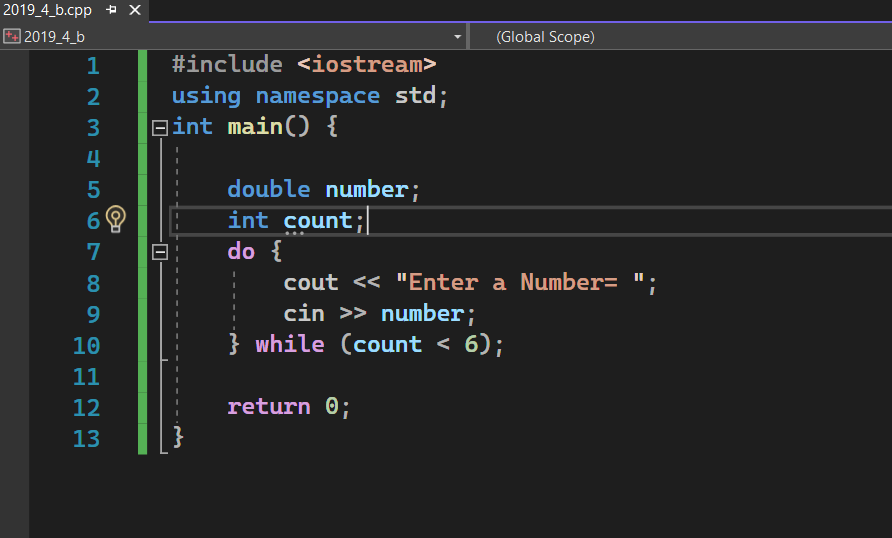 2019_4_b.cpp
2019_4_b (Global Scope)
1 #include <iostream>
2 using namespace std;
3 int main() {
4
5 double number;
6 int count;
7 do {
8 cout << "Enter a Number= ";
9 cin >> number;
10 } while (count < 6);
11
12 return 0;
13 }